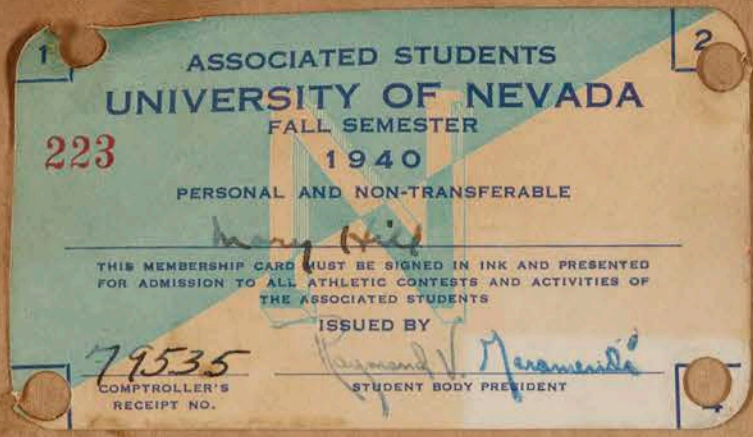 1
2
ASSOCIATED STUDENTS
UNIVERSITY OF NEVADA
FALL SEMESTER
223
1940
PERSONAL AND NON-TRANSFERABLE
Mary Hill
THIS MEMBERSHIP CARD MUST BE SIGNED IN INK AND PRESENTED
FOR ADMISSION TO ALL ATHLETIC CONTESTS AND ACTIVITIES OF
THE ASSOCIATED STUDENTS
ISSUED BY
79535
Raymond V.
COMPTROLLER'S
RECEIPT NO.
STUDENT BODY PRESIDENT
4